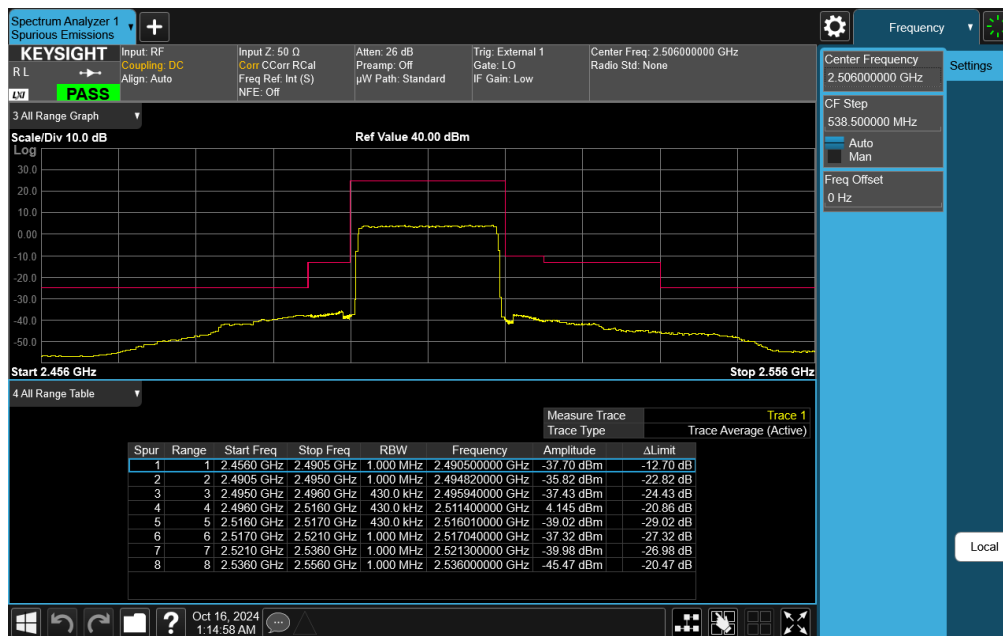 Spectrum Analyzer 1
Spurious Emissions
Frequency
KEYSIGHT
R L
LXI
PASS
Input: RF
Coupling: DC
Align: Auto
Input Z: 50 Ω
Corr CCorr RCal
Freq Ref: Int (S)
NFE: Off
Atten: 26 dB
Preamp: Off
µW Path: Standard
Trig: External 1
Gate: LO
IF Gain: Low
Center Freq: 2.506000000 GHz
Radio Std: None
Center Frequency
2.506000000 GHz
CF Step
538.500000 MHz
Auto
Man
Freq Offset
0 Hz
Settings
Local
3 All Range Graph
Scale/Div 10.0 dB
Ref Value 40.00 dBm
Log
30.0
20.0
10.0
0.00
-10.0
-20.0
-30.0
-40.0
-50.0
Start 2.456 GHz
Stop 2.556 GHz
4 All Range Table
Measure Trace Trace 1
Trace Type Trace Average (Active)
Spur Range Start Freq Stop Freq RBW Frequency Amplitude ΔLimit
1 1 2.4560 GHz 2.4905 GHz 1.000 MHz 2.490500000 GHz -37.70 dBm -12.70 dB
2 2 2.4905 GHz 2.4950 GHz 1.000 MHz 2.494820000 GHz -35.82 dBm -22.82 dB
3 3 2.4950 GHz 2.4960 GHz 430.0 kHz 2.495940000 GHz -37.43 dBm -24.43 dB
4 4 2.4960 GHz 2.5160 GHz 430.0 kHz 2.511400000 GHz 4.145 dBm -20.86 dB
5 5 2.5160 GHz 2.5170 GHz 430.0 kHz 2.516010000 GHz -39.02 dBm -29.02 dB
6 6 2.5170 GHz 2.5210 GHz 1.000 MHz 2.517040000 GHz -37.32 dBm -27.32 dB
7 7 2.5210 GHz 2.5360 GHz 1.000 MHz 2.521300000 GHz -39.98 dBm -26.98 dB
8 8 2.5360 GHz 2.5560 GHz 1.000 MHz 2.536000000 GHz -45.47 dBm -20.47 dB
Oct 16, 2024
1:14:58 AM